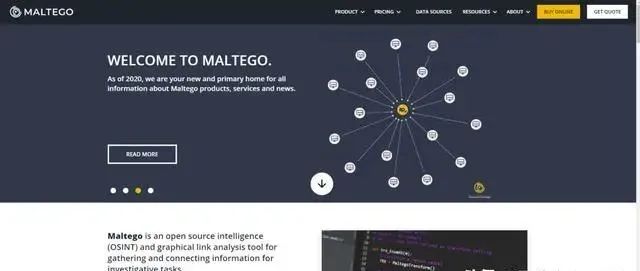 MALTEGO
PRODUCT PRICING DATA SOURCES RESOURCES ABOUT BUY ONLINE GET QUOTE
WELCOME TO MALTEGO.
As of 2020, we are your new and primary home for all
information about Maltego products, services and news.
READ MORE
Maltego is an open source intelligence
(OSINT) and graphical link analysis tool for
gathering and connecting information for
investigative tasks.